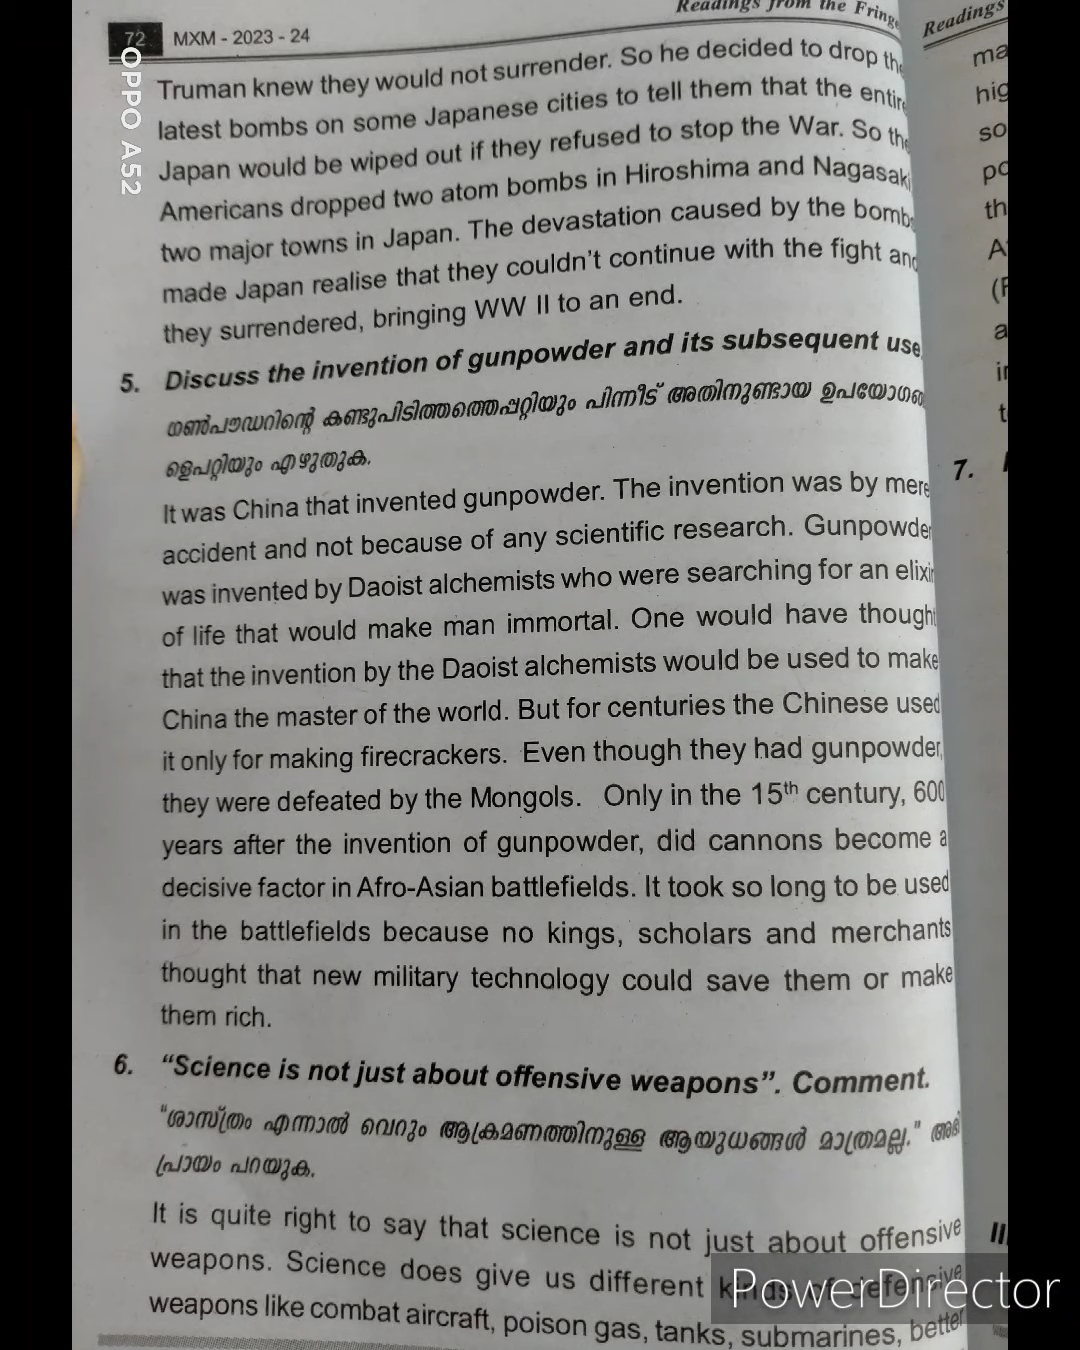 Readings from the Fringe
72 MXM - 2023 - 24
OPPO A52
Truman knew they would not surrender. So he decided to drop the
latest bombs on some Japanese cities to tell them that the entire
Japan would be wiped out if they refused to stop the War. So the
Americans dropped two atom bombs in Hiroshima and Nagasaki
two major towns in Japan. The devastation caused by the bombs
made Japan realise that they couldn't continue with the fight and
they surrendered, bringing WW II to an end.
5. Discuss the invention of gunpowder and its subsequent use
ഗൺപൗഡറിന്റെ കണ്ടുപിടിത്തത്തെപ്പറ്റിയും പിന്നീട് അതിനുണ്ടായ ഉപയോഗങ്ങ
ളെപറ്റിയും എഴുതുക.
It was China that invented gunpowder. The invention was by mere
accident and not because of any scientific research. Gunpowder
was invented by Daoist alchemists who were searching for an elixir
of life that would make man immortal. One would have thought
that the invention by the Daoist alchemists would be used to make
China the master of the world. But for centuries the Chinese used
it only for making firecrackers. Even though they had gunpowder,
they were defeated by the Mongols. Only in the 15th century, 600
years after the invention of gunpowder, did cannons become a
decisive factor in Afro-Asian battlefields. It took so long to be used
in the battlefields because no kings, scholars and merchants
thought that new military technology could save them or make
them rich.
6. "Science is not just about offensive weapons". Comment.
"ശാസ്ത്രം എന്നാൽ വെറും ആക്രമണത്തിനുള്ള ആയുധങ്ങൾ മാത്രമല്ല." അഭി
പ്രായം പറയുക.
It is quite right to say that science is not just about offensive
weapons. Science does give us different kinds of defensive
weapons like combat aircraft, poison gas, tanks, submarines, better
PowerDirector
Readings
ma
hig
so
po
th
a
7.
II